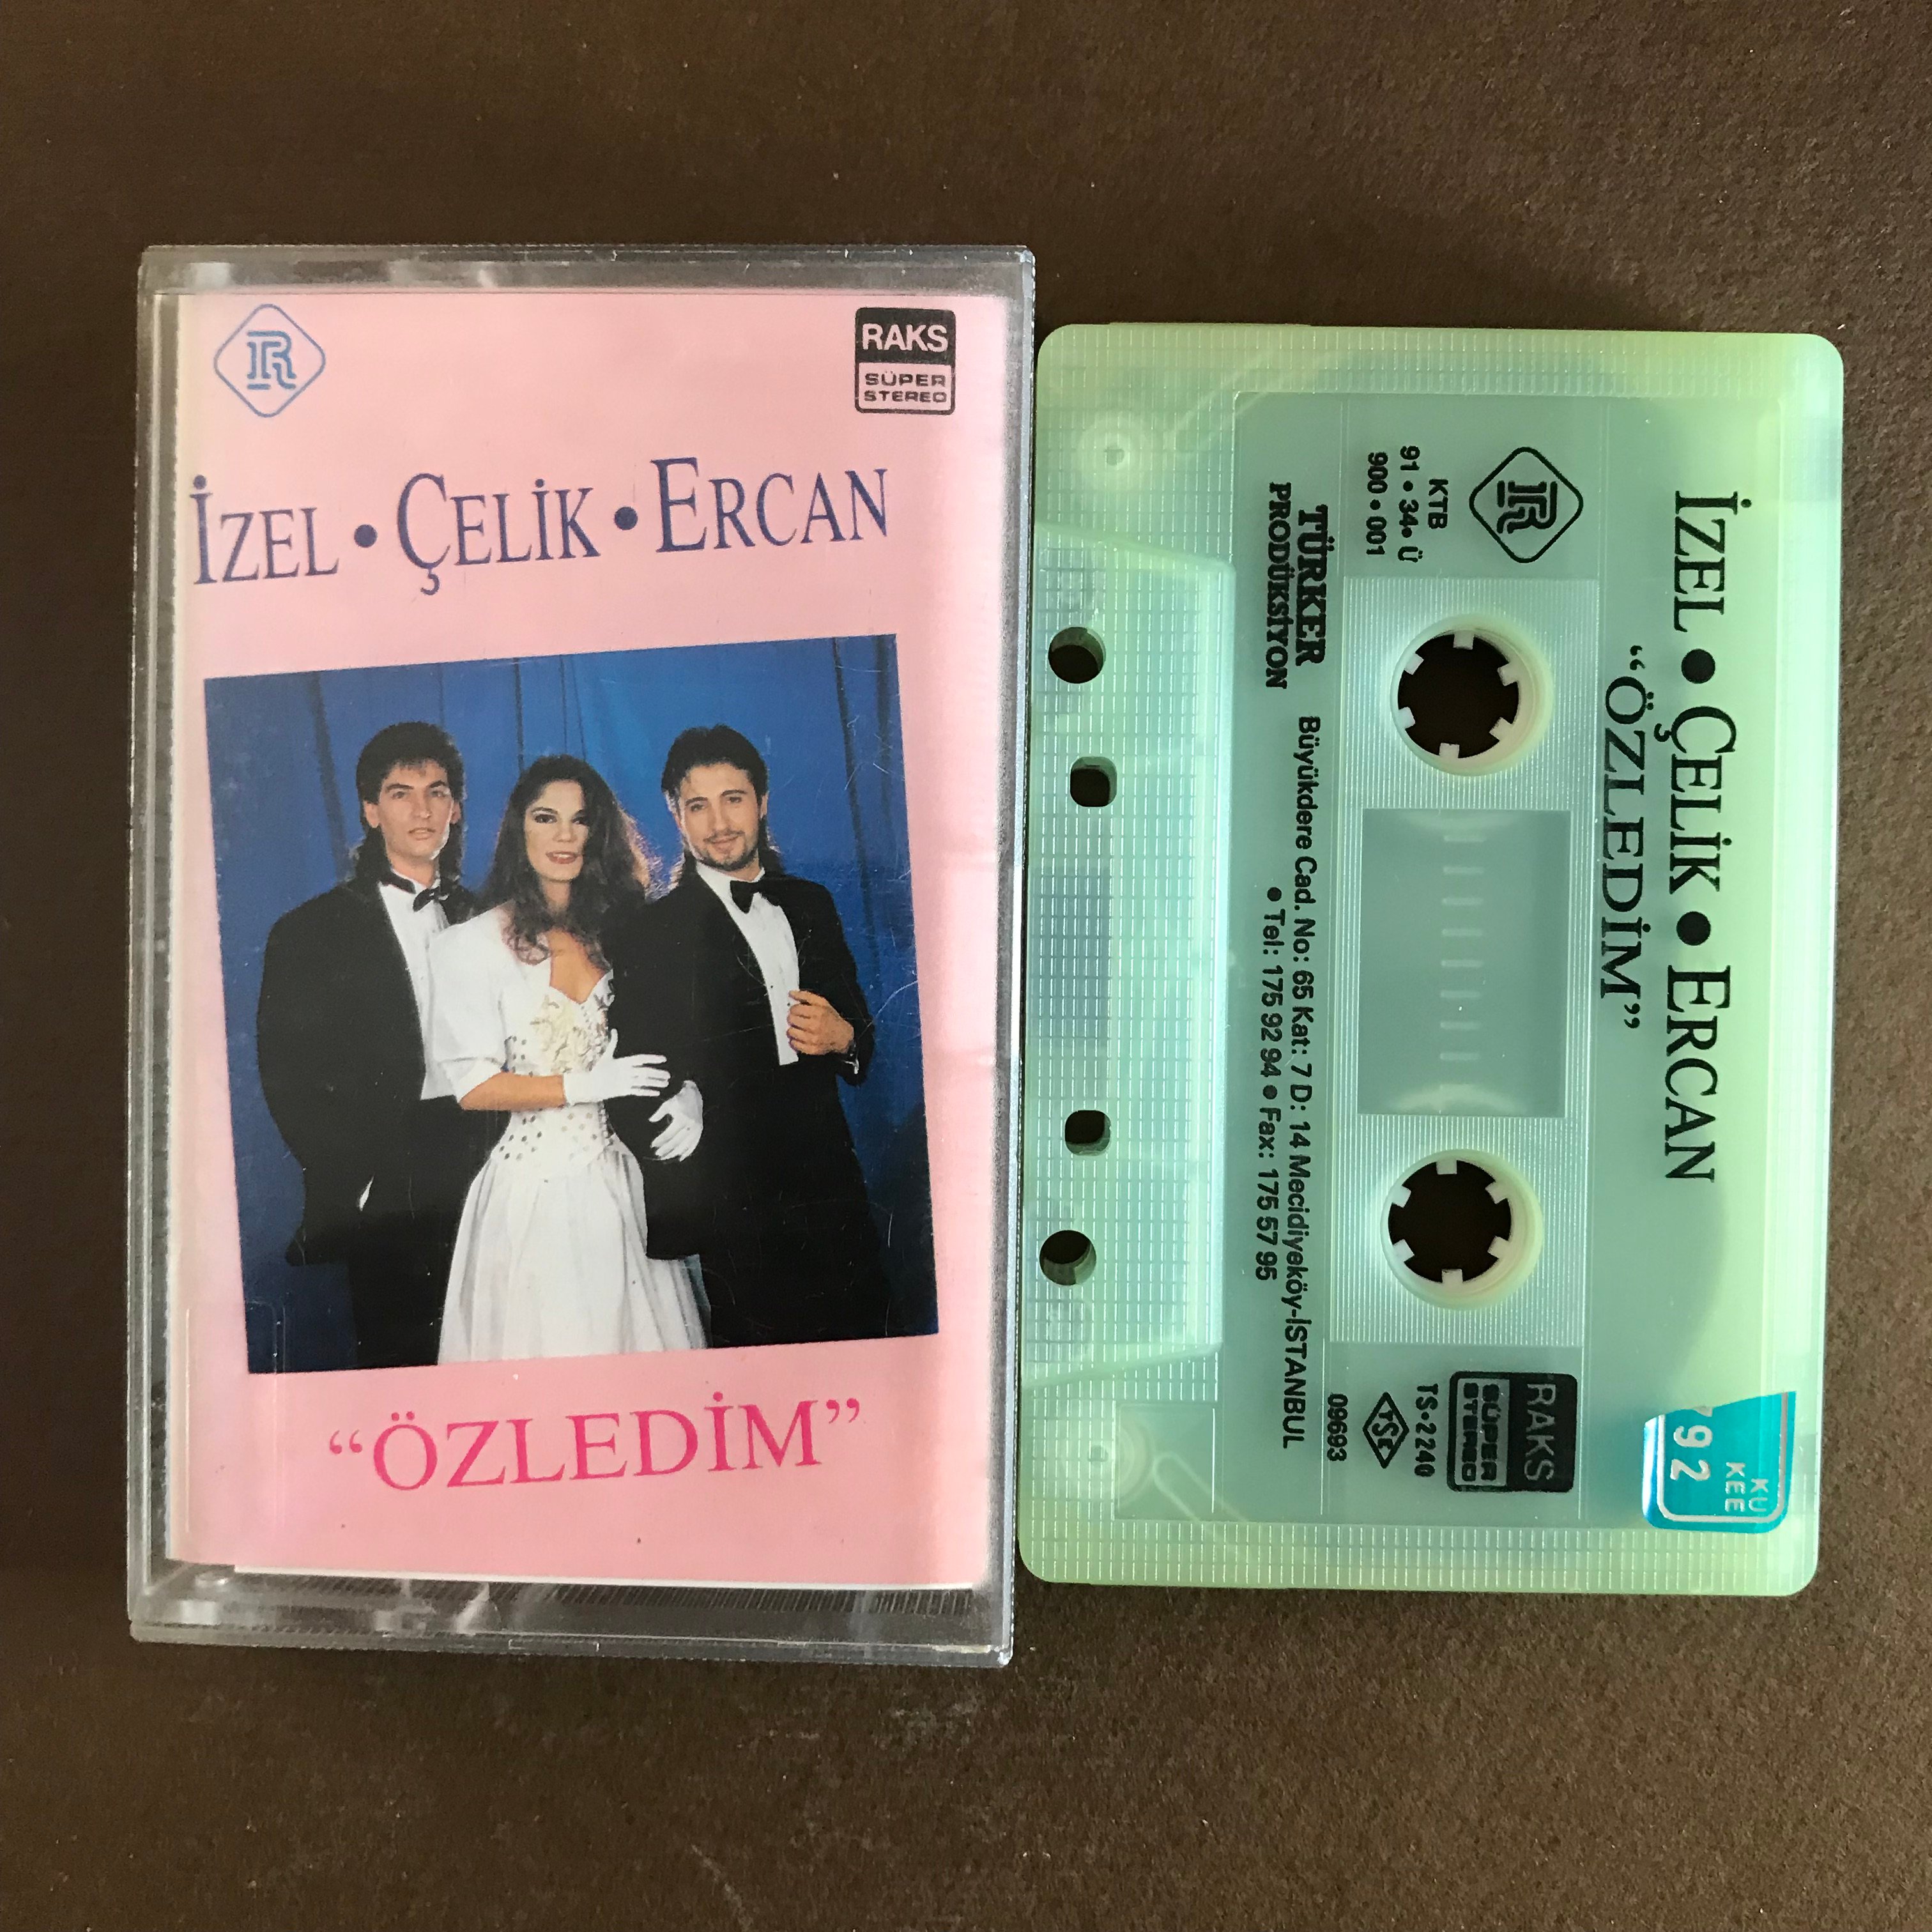 R
RAKS
SÜPER
STEREO
İZEL • ÇELİK • ERCAN
“ÖZLEDİM”
İZEL • ÇELİK • ERCAN
“ÖZLEDİM”
R
KTB
91 • 34 • Ü
900 • 001
RAKS
SÜPER
STEREO
TS•2240
TSE
09693
TÜRKER
PRODÜKSİYON
Büyükdere Cad. No: 65 Kat: 7 D: 14 Mecidiyeköy-İSTANBUL
• Tel: 175 92 94 • Fax: 175 57 95
KU
KEE
92